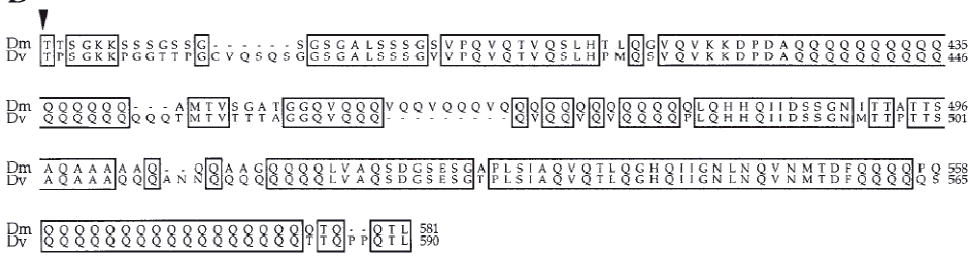 Dm T T S G K K S S S G S S G - - - - - - S G S G A L S S S G S V P Q V Q T V Q S L H T L Q G V Q V K K D P D A Q Q Q Q Q Q Q Q Q Q Q 435
Dv T P S G K K P G G T T P G C V Q S Q S G G S G A L S S S G V V P Q V Q T V Q S L H P M Q S V Q V K K D P D A Q Q Q Q Q Q Q Q Q Q Q 446
Dm Q Q Q Q Q Q - - - A M T V S G A T G G Q V Q Q Q V Q Q V Q Q Q V Q Q Q Q Q Q Q Q Q Q Q Q Q L Q H H Q I I D S S G N I T T A T T S 496
Dv Q Q Q Q Q Q Q Q Q T M T V T T T A G G Q V Q Q Q - - - - - - - - - Q V Q Q V Q V Q Q Q Q P L Q H H Q I I D S S G N M T T P T T S 501
Dm A Q A A A A A Q - - Q Q A A G Q Q Q Q L V A Q S D G S E S G A P L S I A Q V Q T L Q G H Q I I G N L N Q V N M T D F Q Q Q Q P Q 558
Dv A Q A A A Q Q Q A N N Q Q Q Q Q Q Q Q L V A Q S D G S E S G T P L S I A Q V Q T L Q G H Q I I G N L N Q V N M T D F Q Q Q Q Q S 565
Dm Q Q Q Q Q Q Q Q Q Q Q Q Q Q Q Q Q Q T Q - - Q T L 581
Dv Q Q Q Q Q Q Q Q Q Q Q Q Q Q Q Q Q T T Q P P Q T L 590